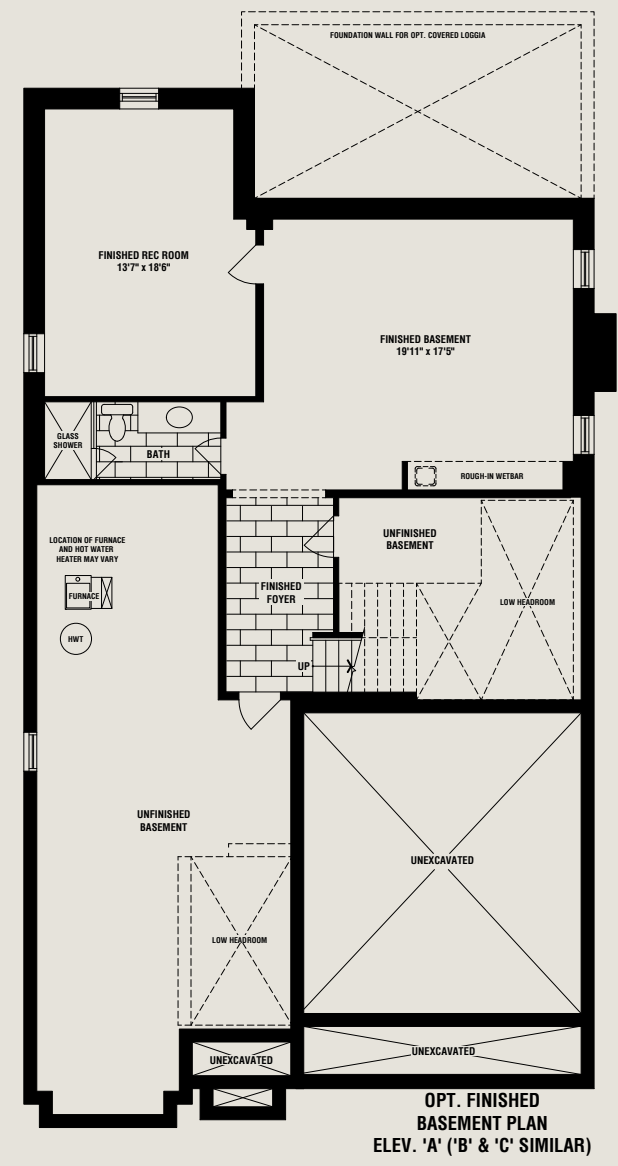 FOUNDATION WALL FOR OPT. COVERED LOGGIA
FINISHED REC ROOM
13'7" x 18'6"
FINISHED BASEMENT
19'11" x 17'5"
GLASS
SHOWER
BATH
ROUGH-IN WETBAR
LOCATION OF FURNACE
AND HOT WATER
HEATER MAY VARY
FURNACE
HWT
UNFINISHED
BASEMENT
FINISHED
FOYER
LOW HEADROOM
UP
UNFINISHED
BASEMENT
UNEXCAVATED
LOW HEADROOM
UNEXCAVATED
UNEXCAVATED
OPT. FINISHED
BASEMENT PLAN
ELEV. 'A' ('B' & 'C' SIMILAR)